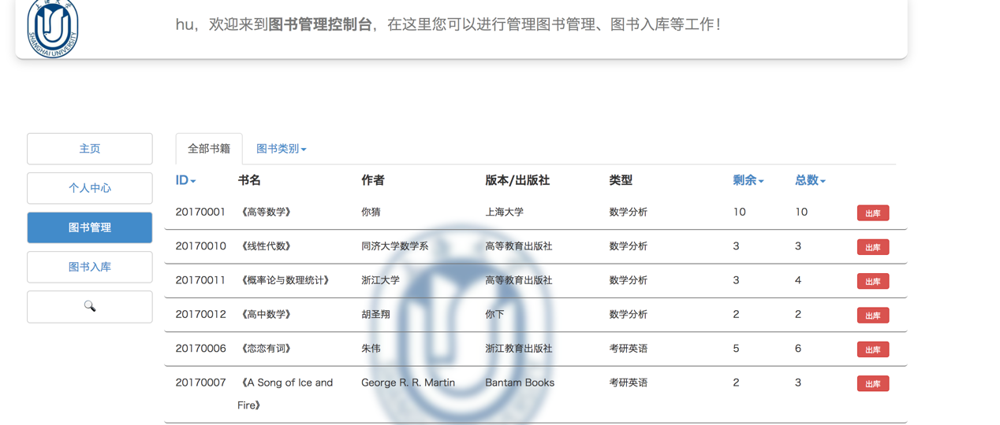 上海大学
SHANGHAI UNIVERSITY
hu，欢迎来到图书管理控制台，在这里您可以进行管理图书管理、图书入库等工作！
主页
个人中心
图书管理
图书入库
全部书籍 图书类别
ID 书名 作者 版本/出版社 类型 剩余 总数
20170001 《高等数学》 你猜 上海大学 数学分析 10 10 出库
20170010 《线性代数》 同济大学数学系 高等教育出版社 数学分析 3 3 出库
20170011 《概率论与数理统计》 浙江大学 高等教育出版社 数学分析 3 4 出库
20170012 《高中数学》 胡圣翔 你下 数学分析 2 2 出库
20170006 《恋恋有词》 朱伟 浙江教育出版社 考研英语 5 6 出库
20170007 《A Song of Ice and George R. R. Martin Bantam Books 考研英语 2 3 出库
Fire》